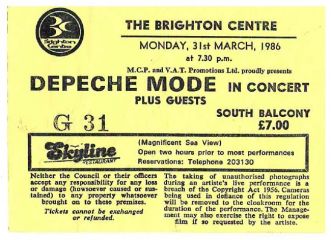 Brighton
Centre
THE BRIGHTON CENTRE
MONDAY, 31st MARCH, 1986
at 7.30 p.m.
M.C.P. and V.A.T. Promotions Ltd. proudly presents
DEPECHE MODE IN CONCERT
PLUS GUESTS
SOUTH BALCONY
G 31
£7.00
Skyline
RESTAURANT
(Magnificent Sea View)
Open two hours prior to most performances
Reservations: Telephone 203130
Neither the Council or their officers
accept any responsibility for any loss
or damage (howsoever caused or sus-
tained) to any property whatsoever
brought on to these premises.
Tickets cannot be exchanged
or refunded.
The taking of unauthorised photographs
during an artiste's live performance is a
breach of the Copyright Act 1956. Cameras
being used in defiance of this regulation will
be removed to the cloakroom for the
duration of the performance. The Manage-
ment may also exercise the right to expose
film if so requested by the artiste.